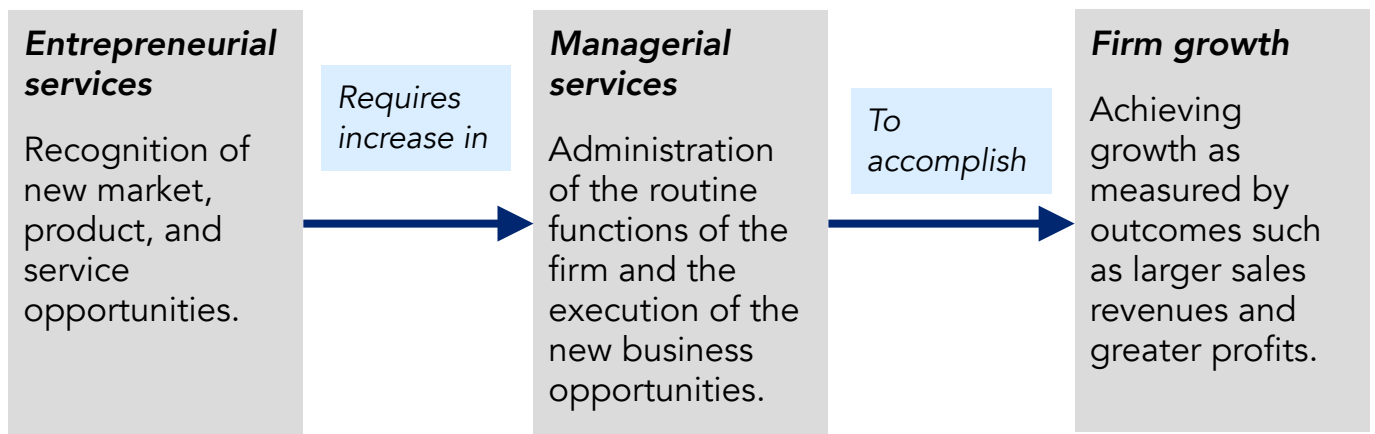 Entrepreneurial
services
Recognition of
new market,
product, and
service
opportunities.
Requires
increase in
Managerial
services
Administration
of the routine
functions of the
firm and the
execution of the
new business
opportunities.
To
accomplish
Firm growth
Achieving
growth as
measured by
outcomes such
as larger sales
revenues and
greater profits.